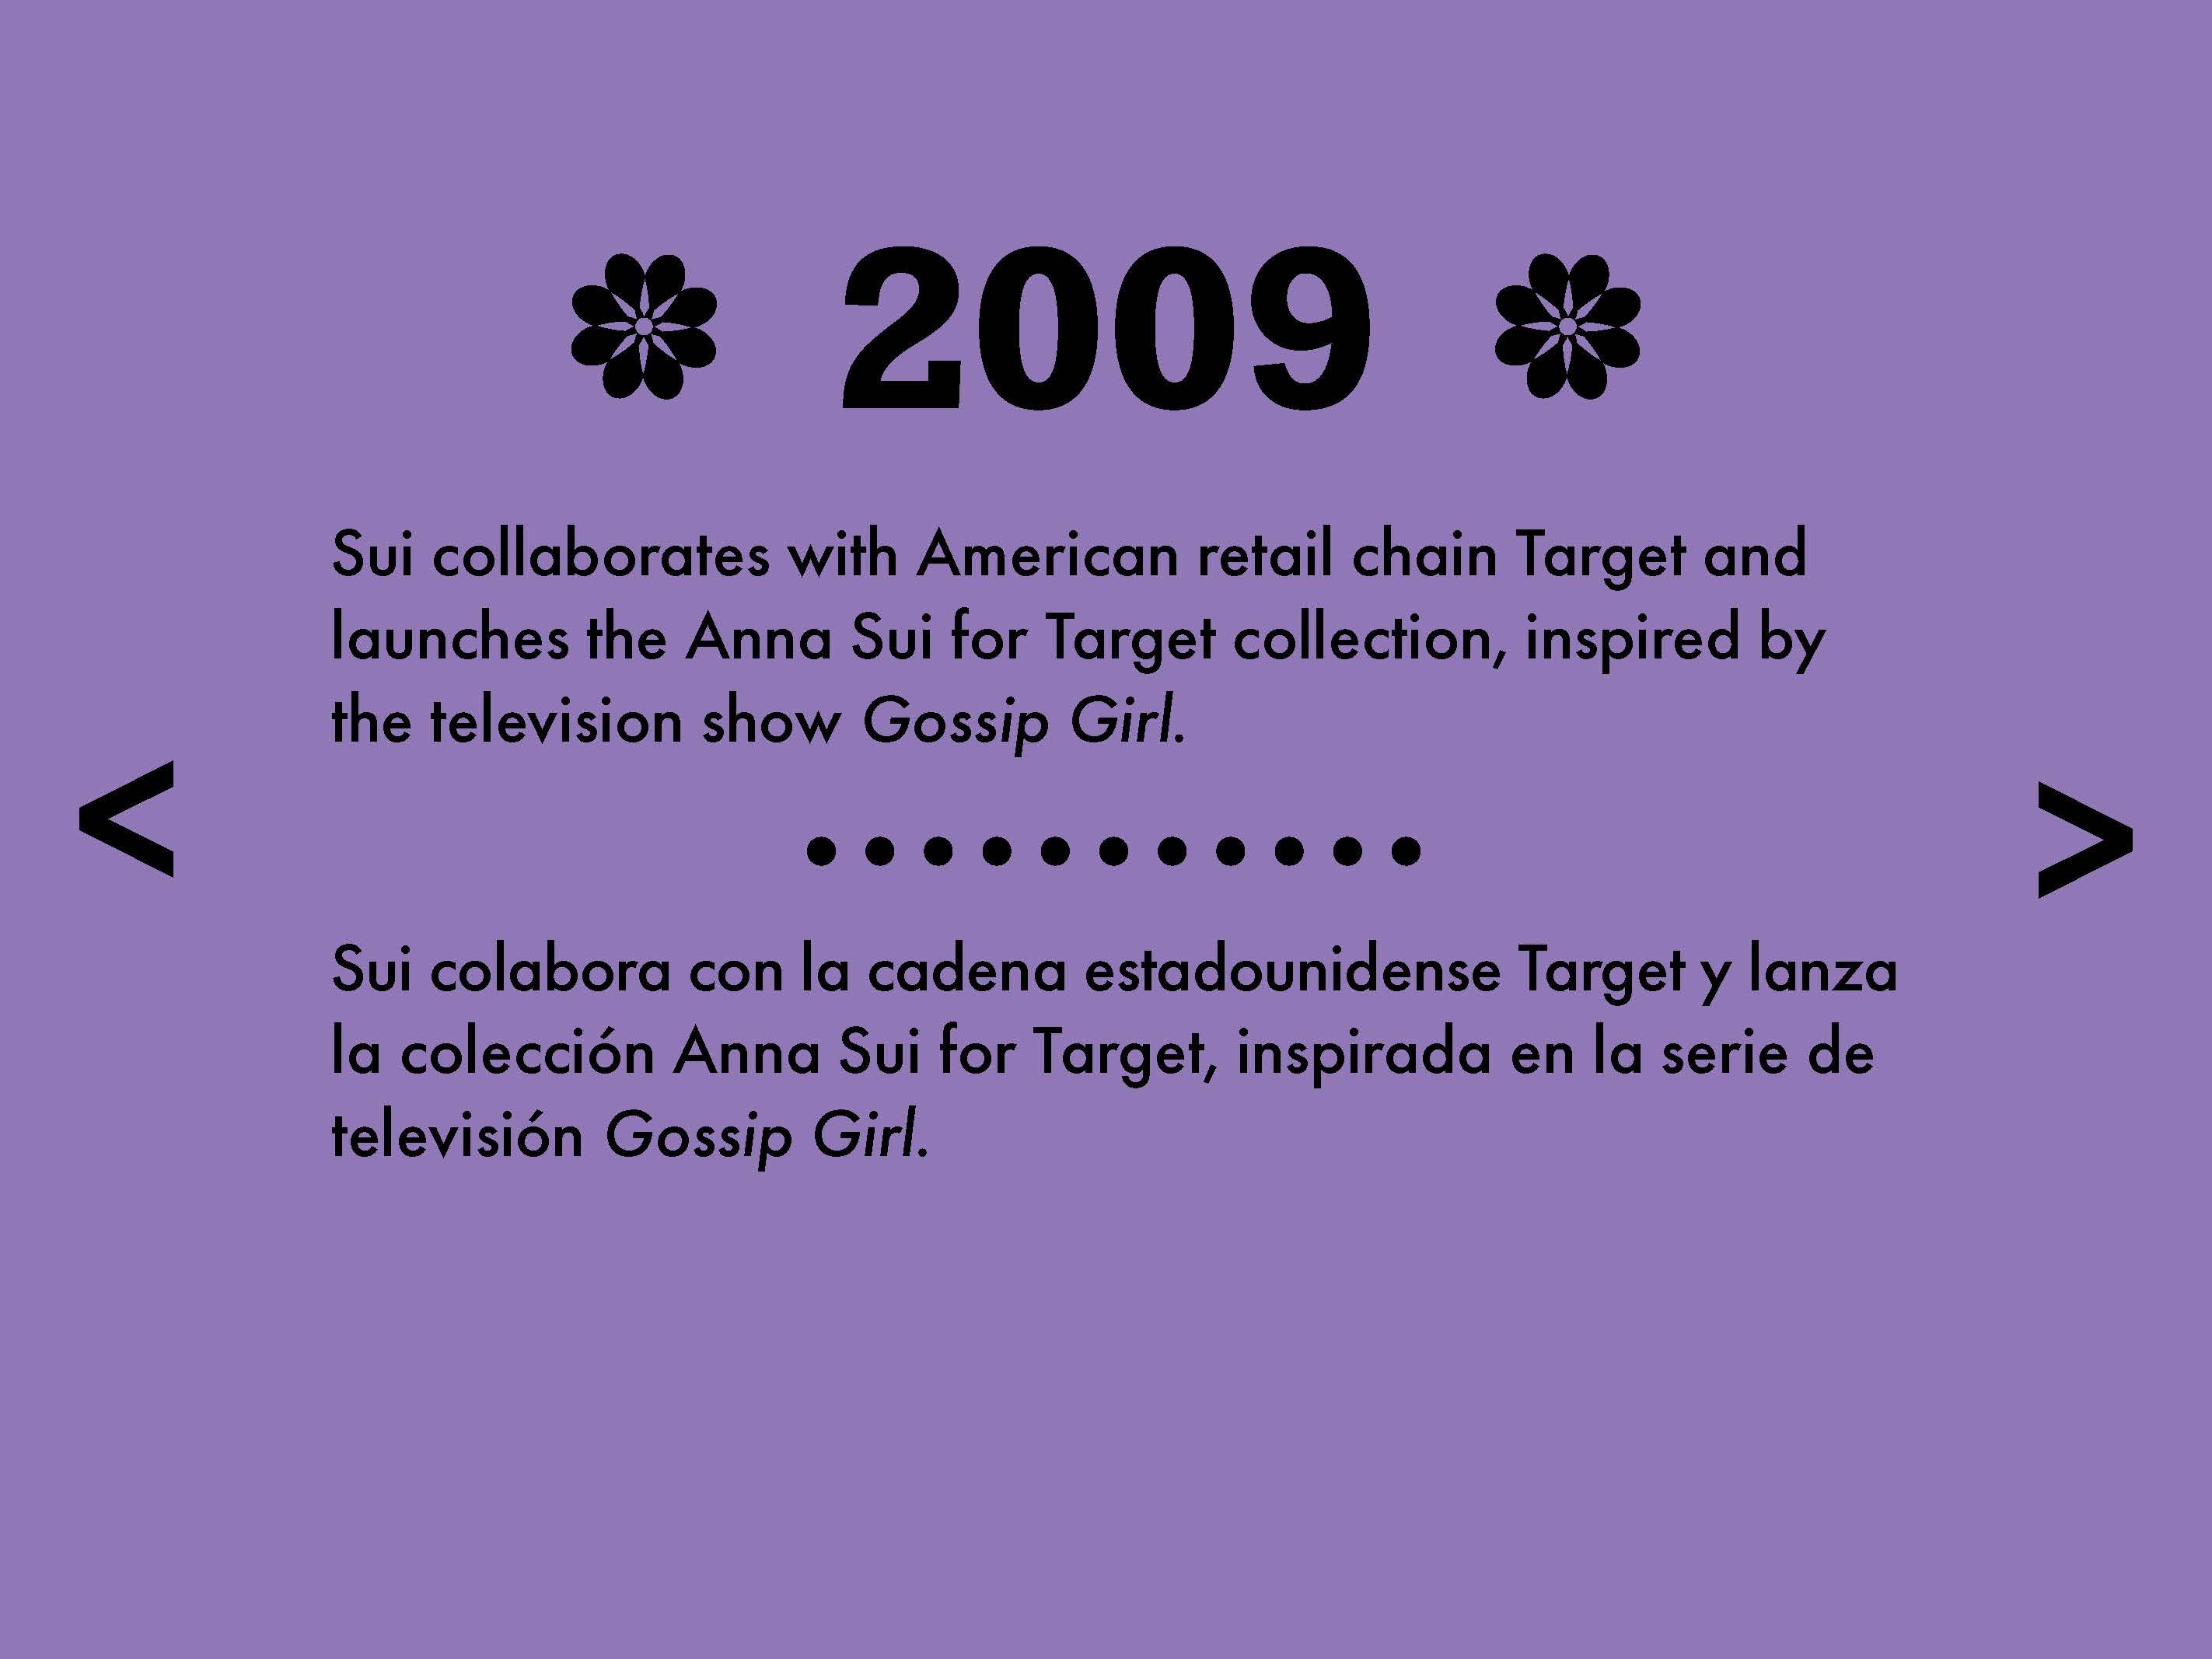 2009
Sui collaborates with American retail chain Target and
launches the Anna Sui for Target collection, inspired by
the television show Gossip Girl.
< >
Sui colabora con la cadena estadounidense Target y lanza
la colección Anna Sui for Target, inspirada en la serie de
televisión Gossip Girl.